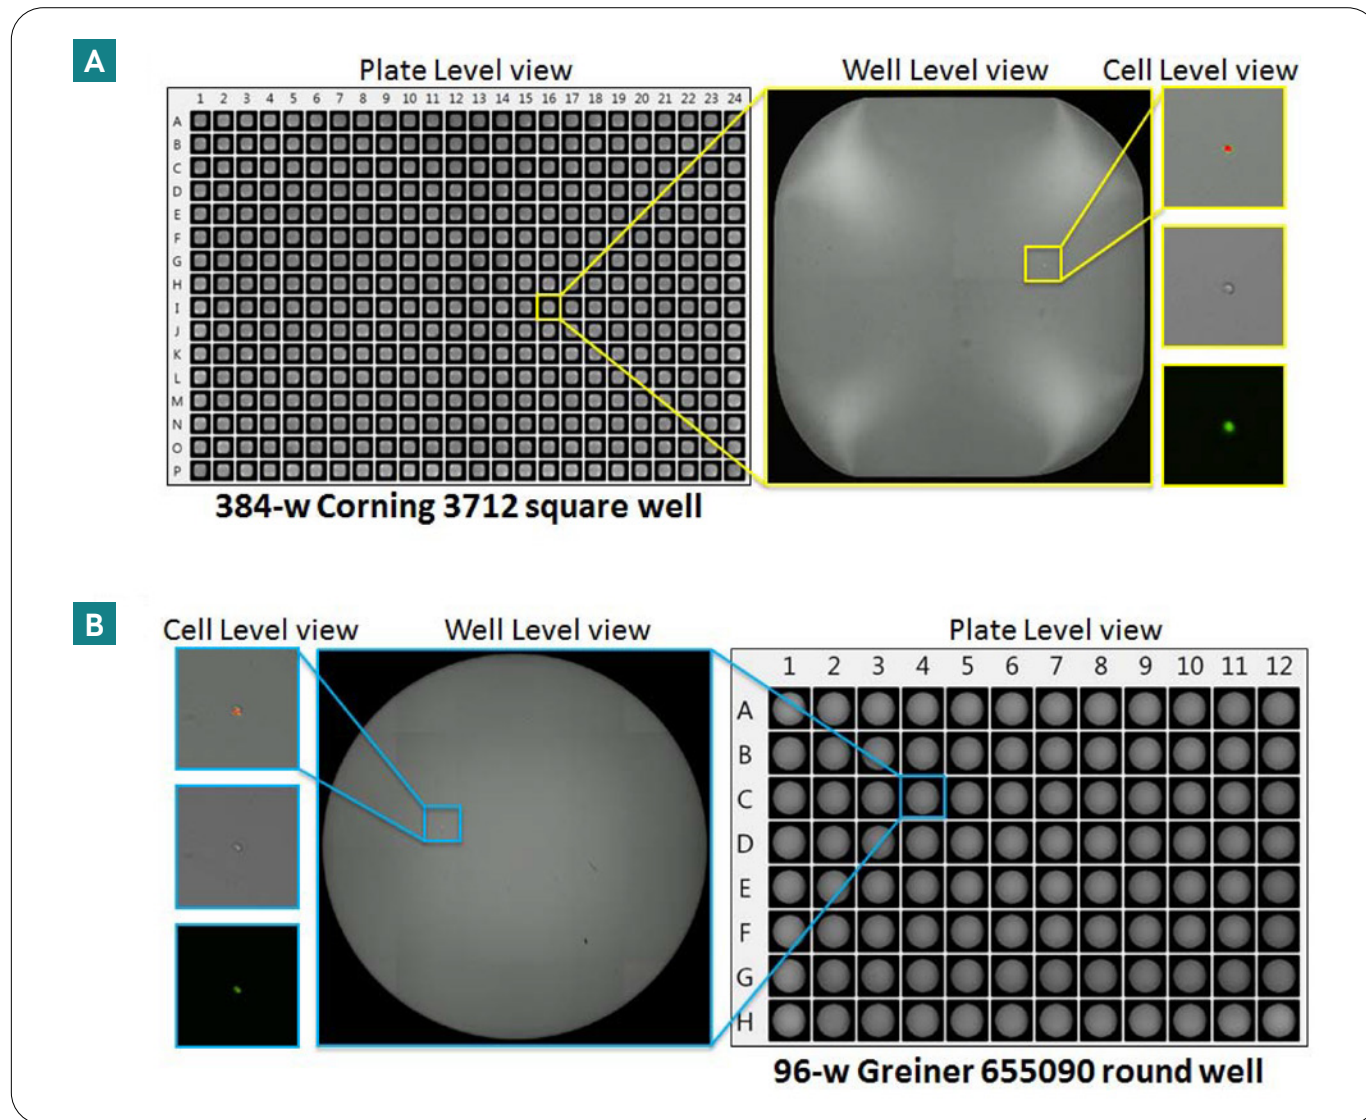 A
Plate Level view
Well Level view
Cell Level view
1 2 3 4 5 6 7 8 9 10 11 12 13 14 15 16 17 18 19 20 21 22 23 24
A
B
C
D
E
F
G
H
I
J
K
L
M
N
O
P
384-w Corning 3712 square well
B
Cell Level view
Well Level view
Plate Level view
1 2 3 4 5 6 7 8 9 10 11 12
A
B
C
D
E
F
G
H
96-w Greiner 655090 round well